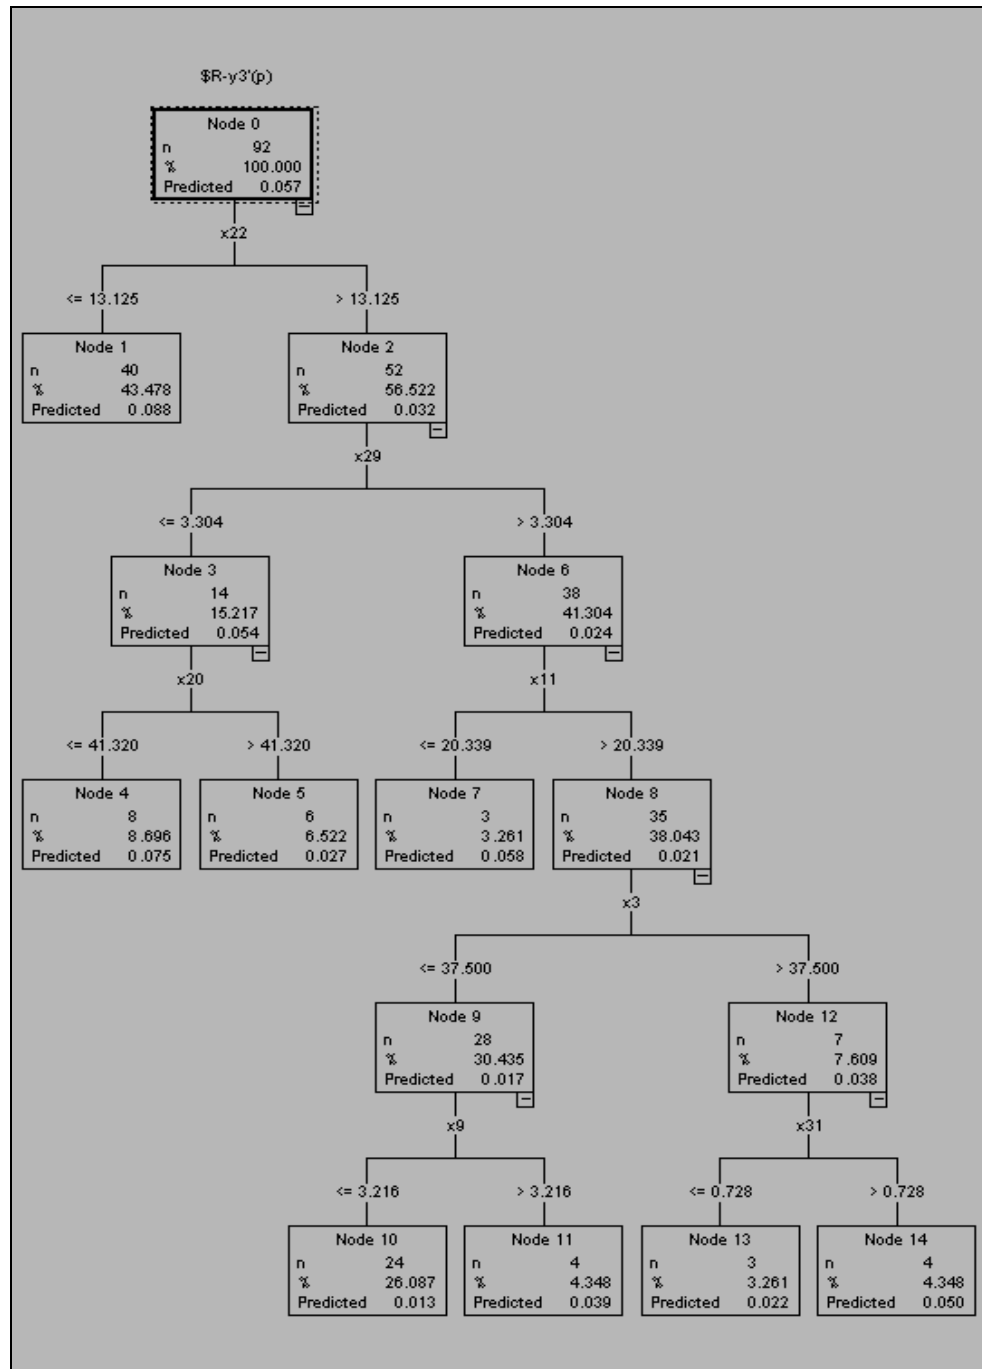 $R-y3'(p)
Node 0
n 92
% 100.000
Predicted 0.057
x22
<= 13.125 > 13.125
Node 1
n 40
% 43.478
Predicted 0.088
Node 2
n 52
% 56.522
Predicted 0.032
x29
<= 3.304 > 3.304
Node 3
n 14
% 15.217
Predicted 0.054
Node 6
n 38
% 41.304
Predicted 0.024
x20
x11
<= 41.320 > 41.320
<= 20.339 > 20.339
Node 4
n 8
% 8.696
Predicted 0.075
Node 5
n 6
% 6.522
Predicted 0.027
Node 7
n 3
% 3.261
Predicted 0.058
Node 8
n 35
% 38.043
Predicted 0.021
x3
<= 37.500 > 37.500
Node 9
n 28
% 30.435
Predicted 0.017
Node 12
n 7
% 7.609
Predicted 0.038
x9
x31
<= 3.216 > 3.216
<= 0.728 > 0.728
Node 10
n 24
% 26.087
Predicted 0.013
Node 11
n 4
% 4.348
Predicted 0.039
Node 13
n 3
% 3.261
Predicted 0.022
Node 14
n 4
% 4.348
Predicted 0.050